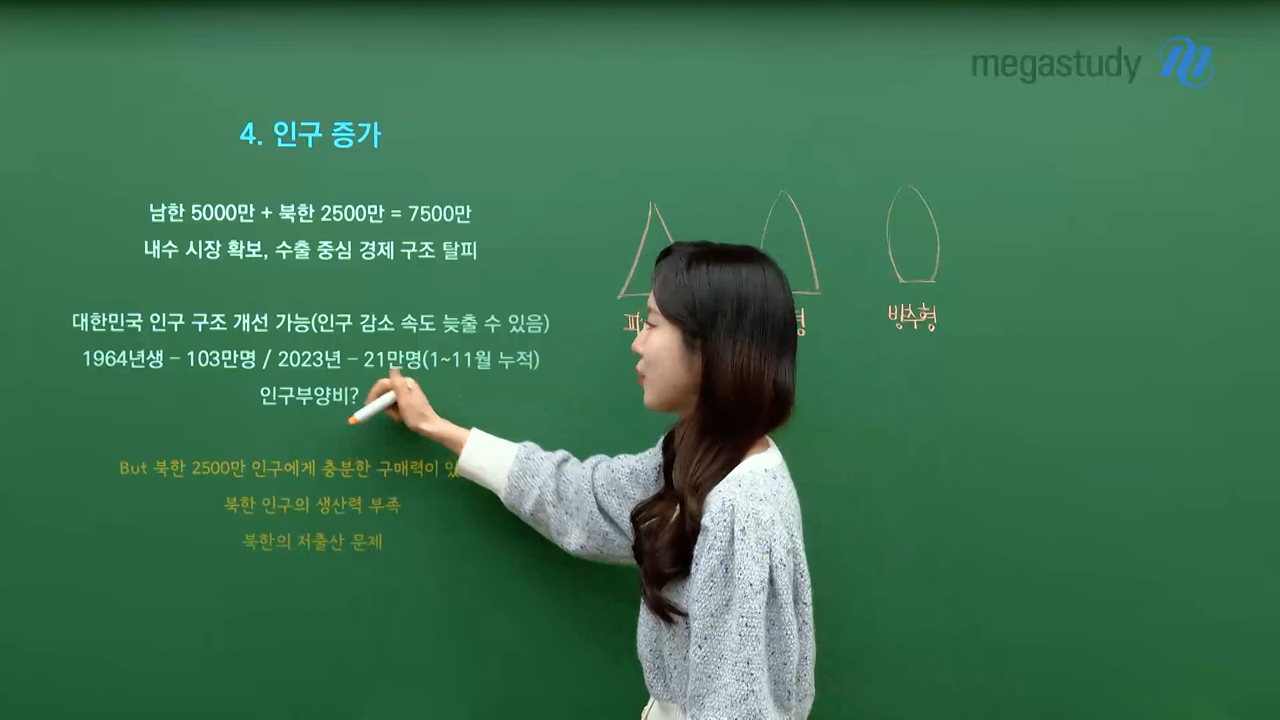 megastudy
4. 인구 증가
남한 5000만 + 북한 2500만 = 7500만
내수 시장 확보, 수출 중심 경제 구조 탈피
대한민국 인구 구조 개선 가능(인구 감소 속도 늦출 수 있음)
1964년생 – 103만명 / 2023년 – 21만명(1~11월 누적)
인구부양비?
But 북한 2500만 인구에게 충분한 구매력이
북한 인구의 생산력 부족
북한의 저출산 문제
방추형